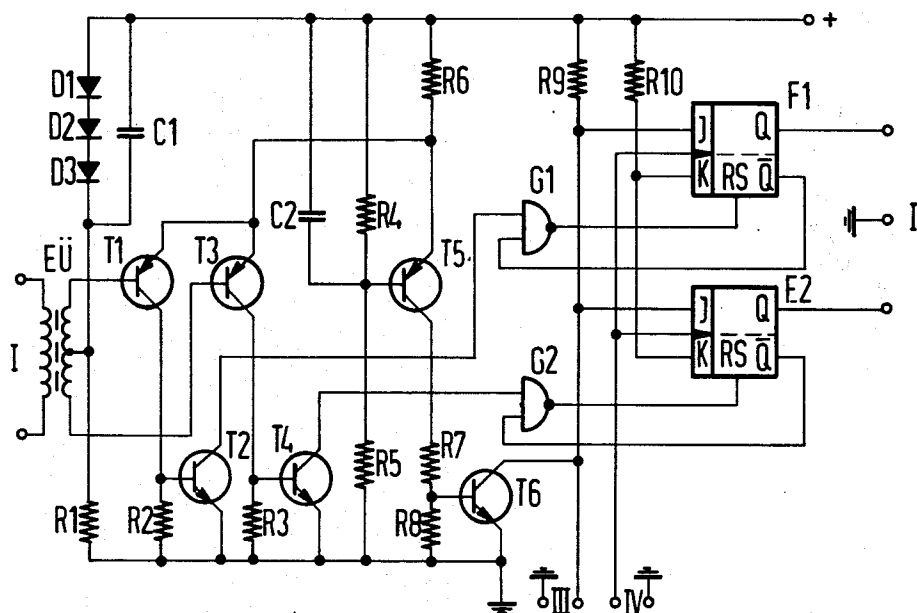 +
D1
D2
D3
C1
R6
R9
R10
F1
J
Q
K
RS
Q̅
G1
I
C2
R4
EÜ
T1
T3
T5
E2
J
Q
K
RS
Q̅
I
G2
T2
T4
R5
R7
T6
R1
R2
R3
R8
III
IV